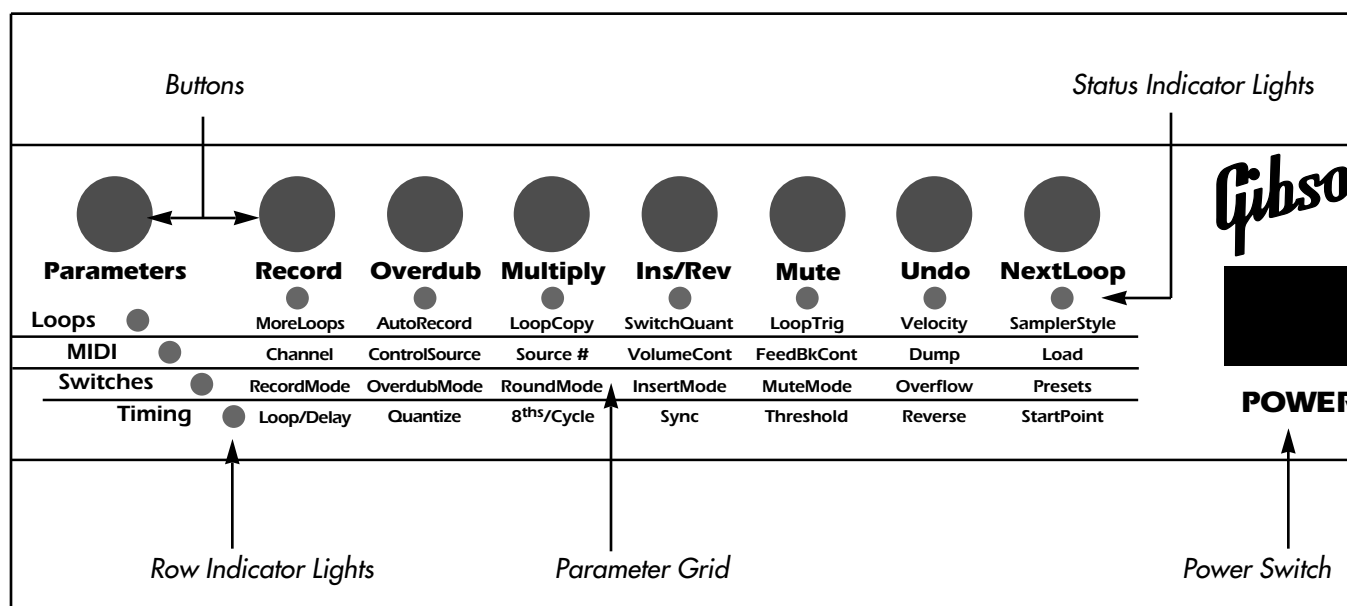 Buttons
Status Indicator Lights
Gibso
Parameters Record Overdub Multiply Ins/Rev Mute Undo NextLoop
Loops MoreLoops AutoRecord LoopCopy SwitchQuant LoopTrig Velocity SamplerStyle
MIDI Channel ControlSource Source # VolumeCont FeedBkCont Dump Load
Switches RecordMode OverdubMode RoundMode InsertMode MuteMode Overflow Presets
Timing Loop/Delay Quantize 8ths/Cycle Sync Threshold Reverse StartPoint
POWER
Row Indicator Lights
Parameter Grid
Power Switch